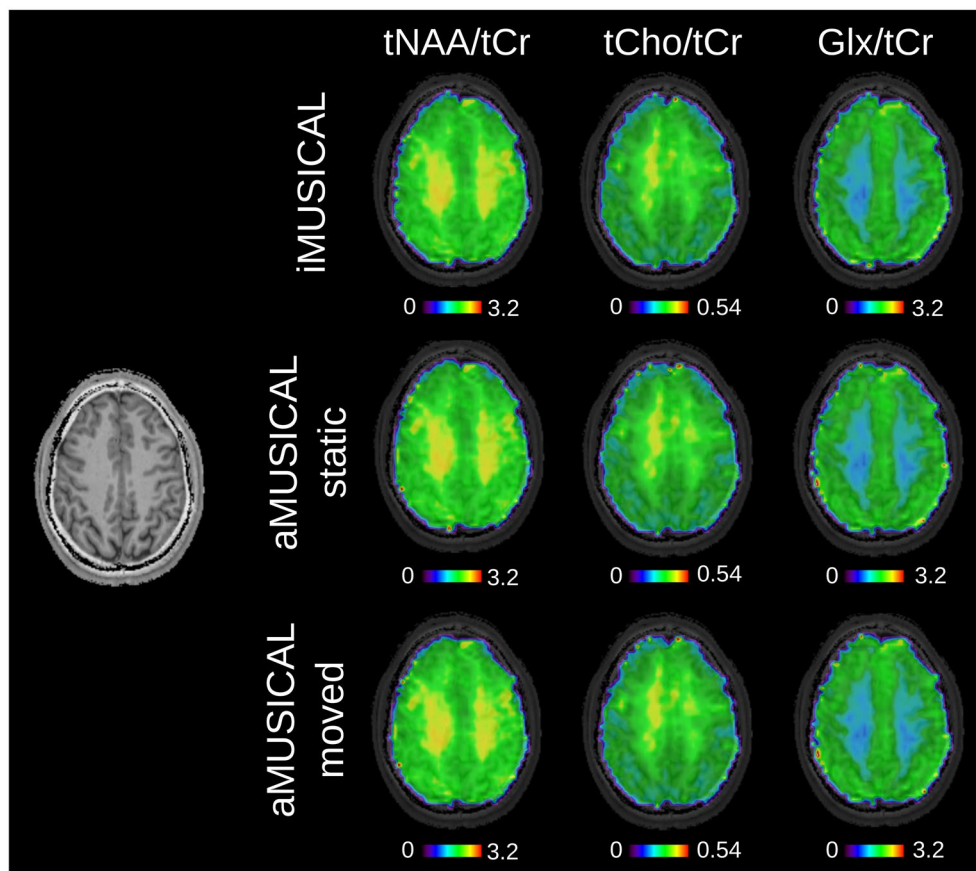 tNAA/tCr tCho/tCr Glx/tCr
iMUSICAL
0 3.2 0 0.54 0 3.2
aMUSICAL
static
0 3.2 0 0.54 0 3.2
aMUSICAL
moved
0 3.2 0 0.54 0 3.2